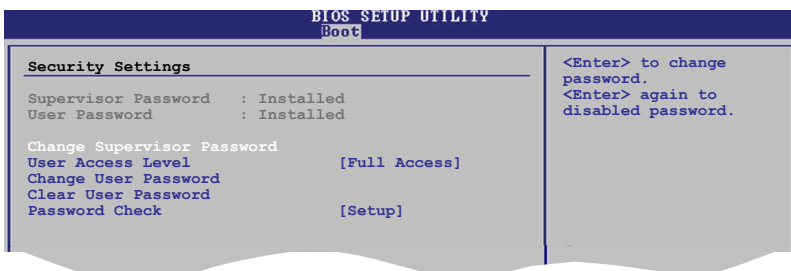 BIOS SETUP UTILITY
Boot
Security Settings
Supervisor Password : Installed
User Password : Installed
Change Supervisor Password
User Access Level [Full Access]
Change User Password
Clear User Password
Password Check [Setup]
<Enter> to change
password.
<Enter> again to
disabled password.